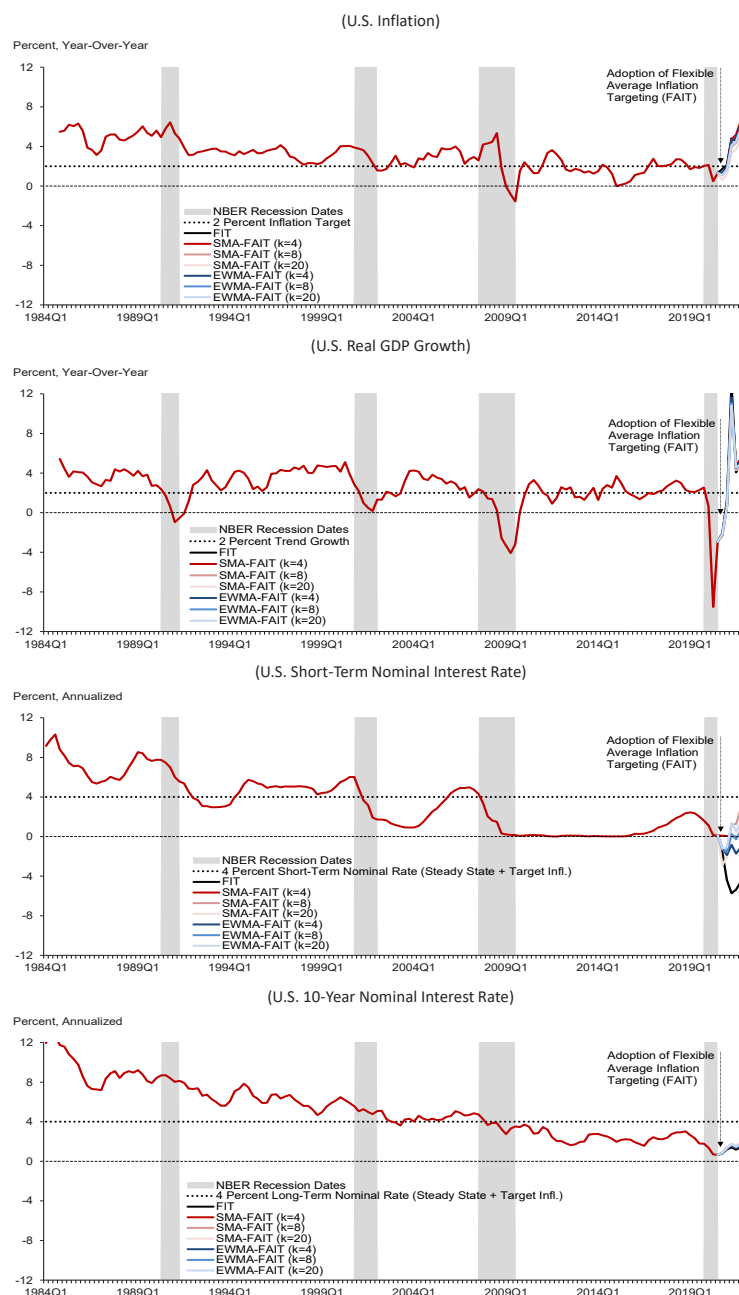 (U.S. Inflation)
Percent, Year-Over-Year
12
Adoption of Flexible
Average Inflation
Targeting (FAIT)
8
4
0
-4
-8
-12
NBER Recession Dates
2 Percent Inflation Target
FIT
SMA-FAIT (k=4)
SMA-FAIT (k=8)
SMA-FAIT (k=20)
EWMA-FAIT (k=4)
EWMA-FAIT (k=8)
EWMA-FAIT (k=20)
1984Q1 1989Q1 1994Q1 1999Q1 2004Q1 2009Q1 2014Q1 2019Q1
(U.S. Real GDP Growth)
Percent, Year-Over-Year
12
Adoption of Flexible
Average Inflation
Targeting (FAIT)
8
4
0
-4
-8
-12
NBER Recession Dates
2 Percent Trend Growth
FIT
SMA-FAIT (k=4)
SMA-FAIT (k=8)
SMA-FAIT (k=20)
EWMA-FAIT (k=4)
EWMA-FAIT (k=8)
EWMA-FAIT (k=20)
1984Q1 1989Q1 1994Q1 1999Q1 2004Q1 2009Q1 2014Q1 2019Q1
(U.S. Short-Term Nominal Interest Rate)
Percent, Annualized
12
Adoption of Flexible
Average Inflation
Targeting (FAIT)
8
4
0
-4
-8
-12
NBER Recession Dates
4 Percent Short-Term Nominal Rate (Steady State + Target Infl.)
FIT
SMA-FAIT (k=4)
SMA-FAIT (k=8)
SMA-FAIT (k=20)
EWMA-FAIT (k=4)
EWMA-FAIT (k=8)
EWMA-FAIT (k=20)
1984Q1 1989Q1 1994Q1 1999Q1 2004Q1 2009Q1 2014Q1 2019Q1
(U.S. 10-Year Nominal Interest Rate)
Percent, Annualized
12
Adoption of Flexible
Average Inflation
Targeting (FAIT)
8
4
0
-4
-8
-12
NBER Recession Dates
4 Percent Long-Term Nominal Rate (Steady State + Target Infl.)
FIT
SMA-FAIT (k=4)
SMA-FAIT (k=8)
SMA-FAIT (k=20)
EWMA-FAIT (k=4)
EWMA-FAIT (k=8)
EWMA-FAIT (k=20)
1984Q1 1989Q1 1994Q1 1999Q1 2004Q1 2009Q1 2014Q1 2019Q1